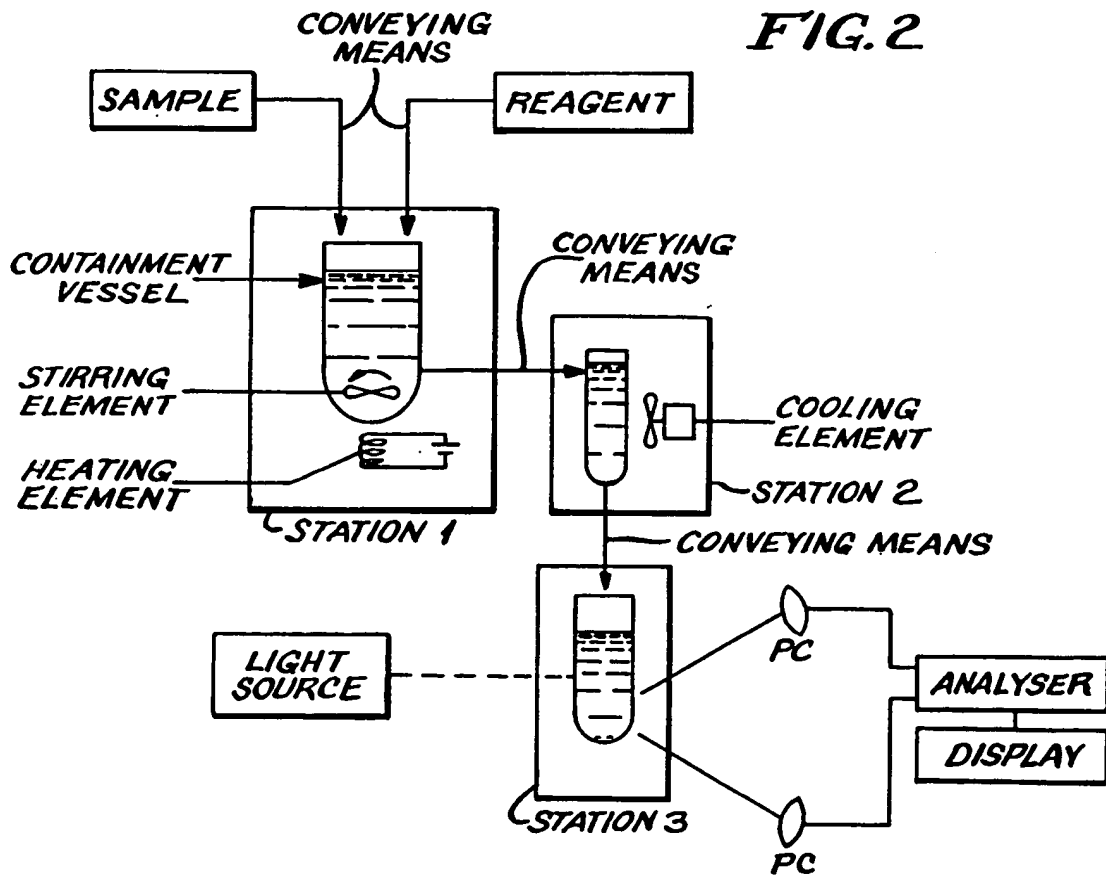 FIG. 2
CONVEYING
MEANS
SAMPLE
REAGENT
CONTAINMENT
VESSEL
CONVEYING
MEANS
STIRRING
ELEMENT
COOLING
ELEMENT
HEATING
ELEMENT
STATION 2
STATION 1
CONVEYING MEANS
LIGHT
SOURCE
PC
ANALYSER
DISPLAY
STATION 3
PC